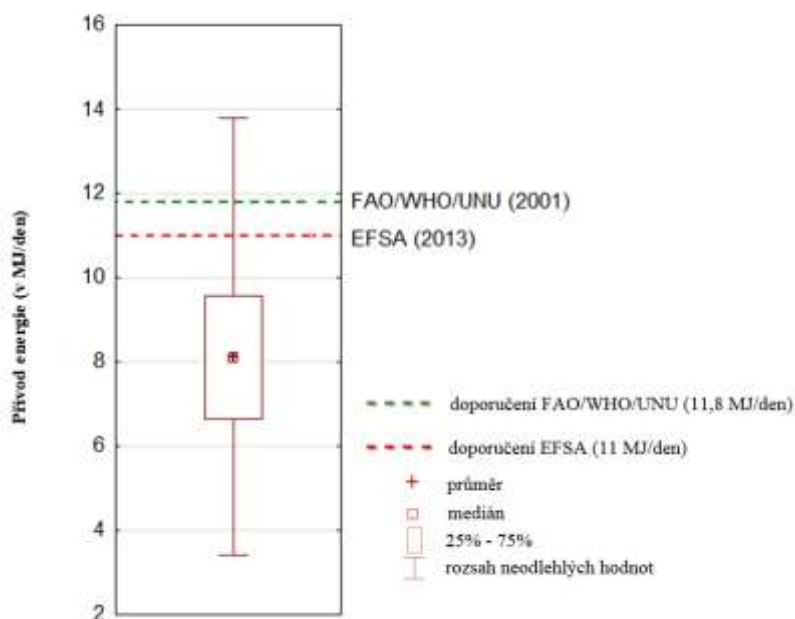 16
14
12
10
8
6
4
2
Přívod energie (v MJ/den)
FAO/WHO/UNU (2001)
EFSA (2013)
doporučení FAO/WHO/UNU (11,8 MJ/den)
doporučení EFSA (11 MJ/den)
průměr
medián
25% - 75%
rozsah neodlehlých hodnot